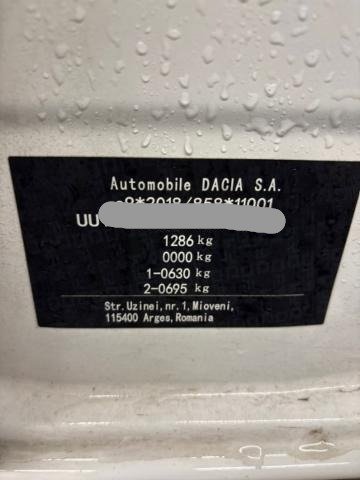 Automobile DACIA S.A.
9*2018/858*11001
UU
1286 kg
0000 kg
1-0630 kg
2-0695 kg
Str. Uzinei, nr. 1, Mioveni,
115400 Arges, Romania